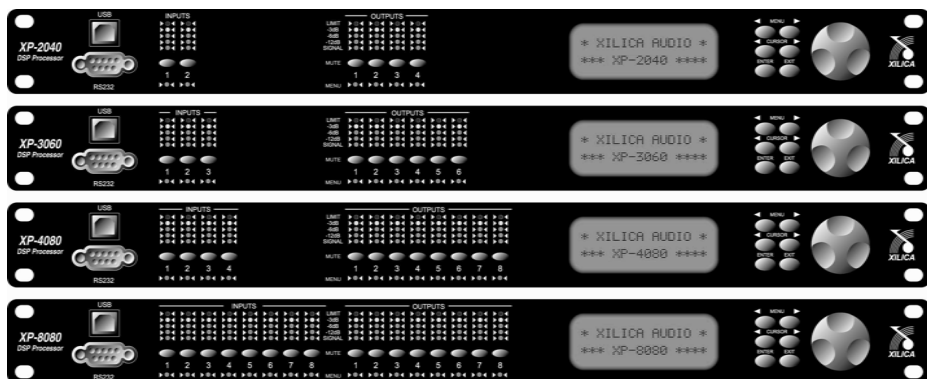 USB
INPUTS
OUTPUTS
LIMIT
-3dB
-6dB
-12dB
SIGNAL
XP-2040
DSP Processor
MUTE
1 2
1 2 3 4
RS232
MENU
* XILICA AUDIO *
*** XP-2040 ****
MENU
CURSOR
ENTER EXIT
XILICA
USB
INPUTS
OUTPUTS
LIMIT
-3dB
-6dB
-12dB
SIGNAL
XP-3060
DSP Processor
MUTE
1 2 3
1 2 3 4 5 6
RS232
MENU
* XILICA AUDIO *
*** XP-3060 ****
MENU
CURSOR
ENTER EXIT
XILICA
USB
INPUTS
OUTPUTS
LIMIT
-3dB
-6dB
-12dB
SIGNAL
XP-4080
DSP Processor
MUTE
1 2 3 4
1 2 3 4 5 6 7 8
RS232
MENU
* XILICA AUDIO *
*** XP-4080 ****
MENU
CURSOR
ENTER EXIT
XILICA
USB
INPUTS
OUTPUTS
LIMIT
-3dB
-6dB
-12dB
SIGNAL
XP-8080
DSP Processor
MUTE
1 2 3 4 5 6 7 8
1 2 3 4 5 6 7 8
RS232
MENU
* XILICA AUDIO *
*** XP-8080 ****
MENU
CURSOR
ENTER EXIT
XILICA